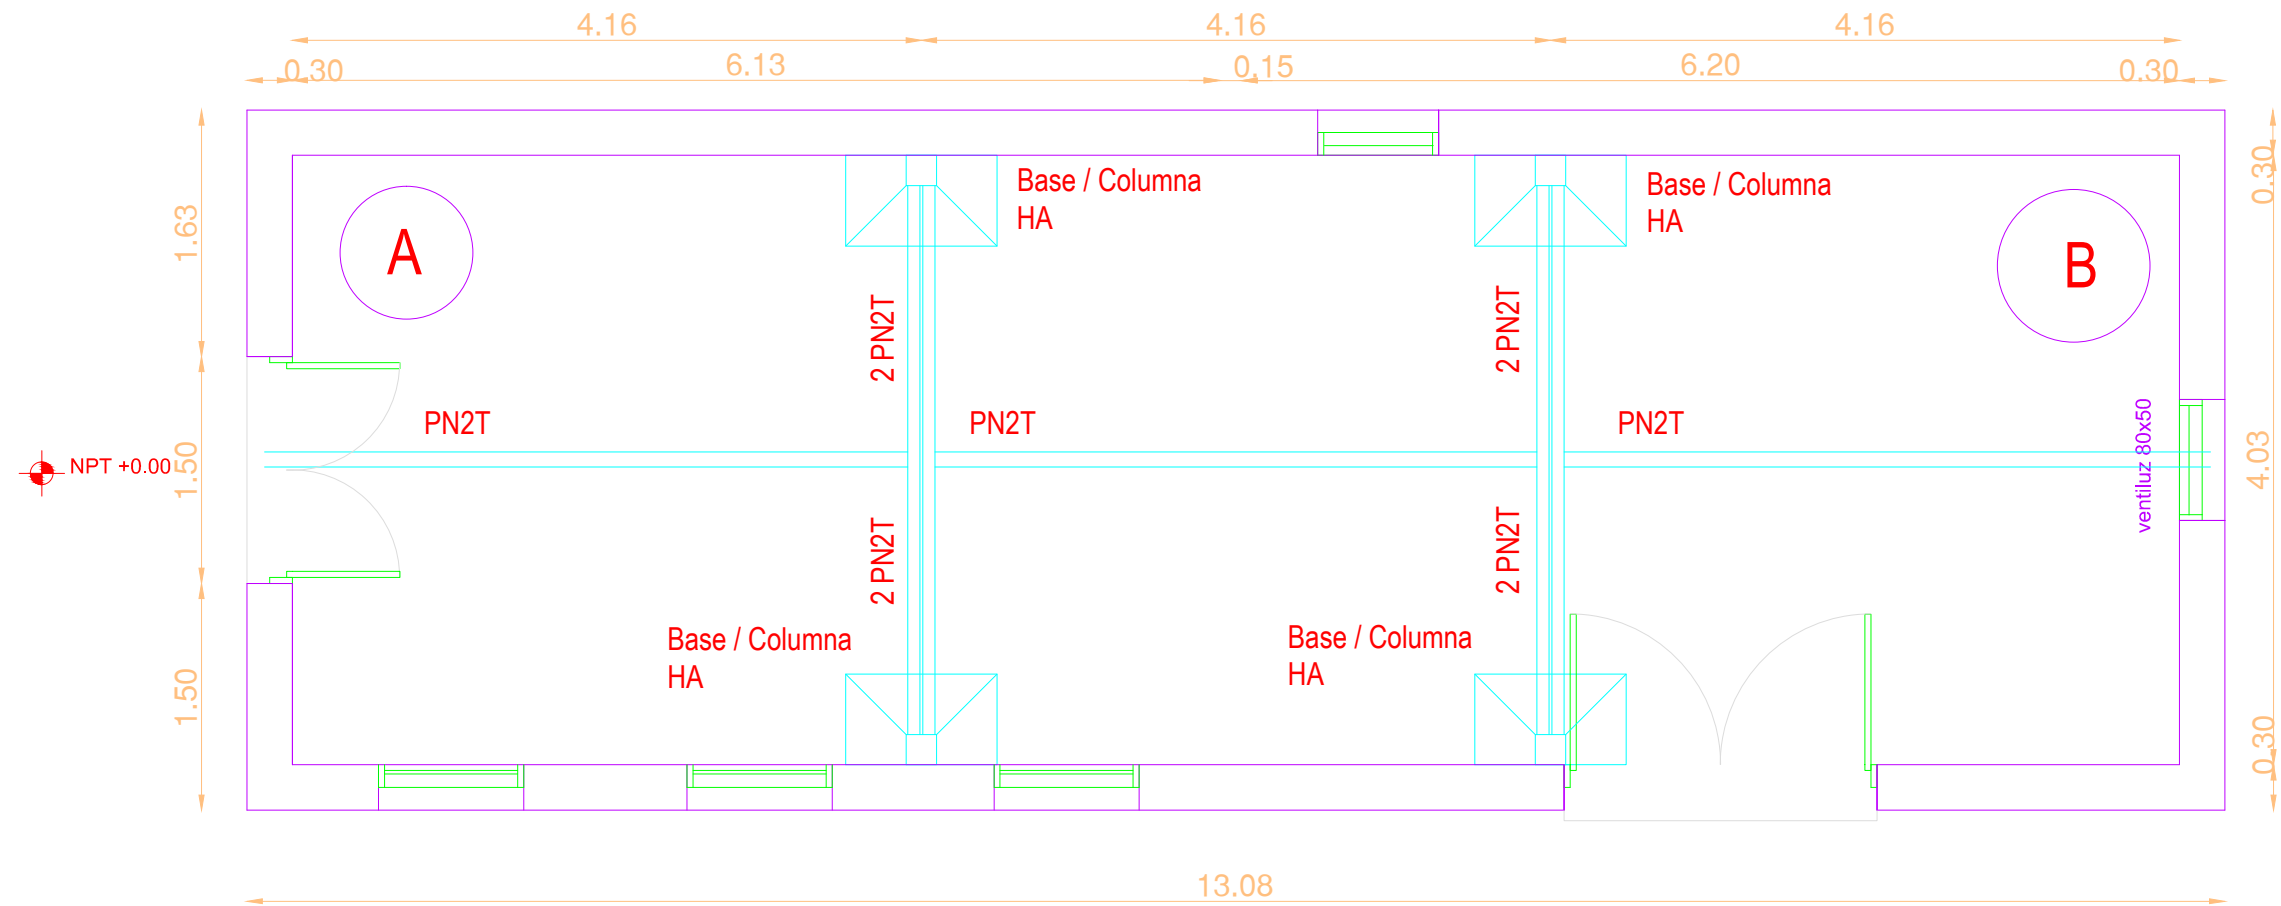 4.16
4.16
4.16
0.30
6.13
0.15
6.20
0.30
Base / Columna
HA
Base / Columna
HA
A
B
1.63
0.30
2 PN2T
2 PN2T
PN2T
PN2T
PN2T
NPT +0.00
1.50
ventiluz 80x50
4.03
2 PN2T
2 PN2T
Base / Columna
HA
Base / Columna
HA
1.50
0.30
13.08